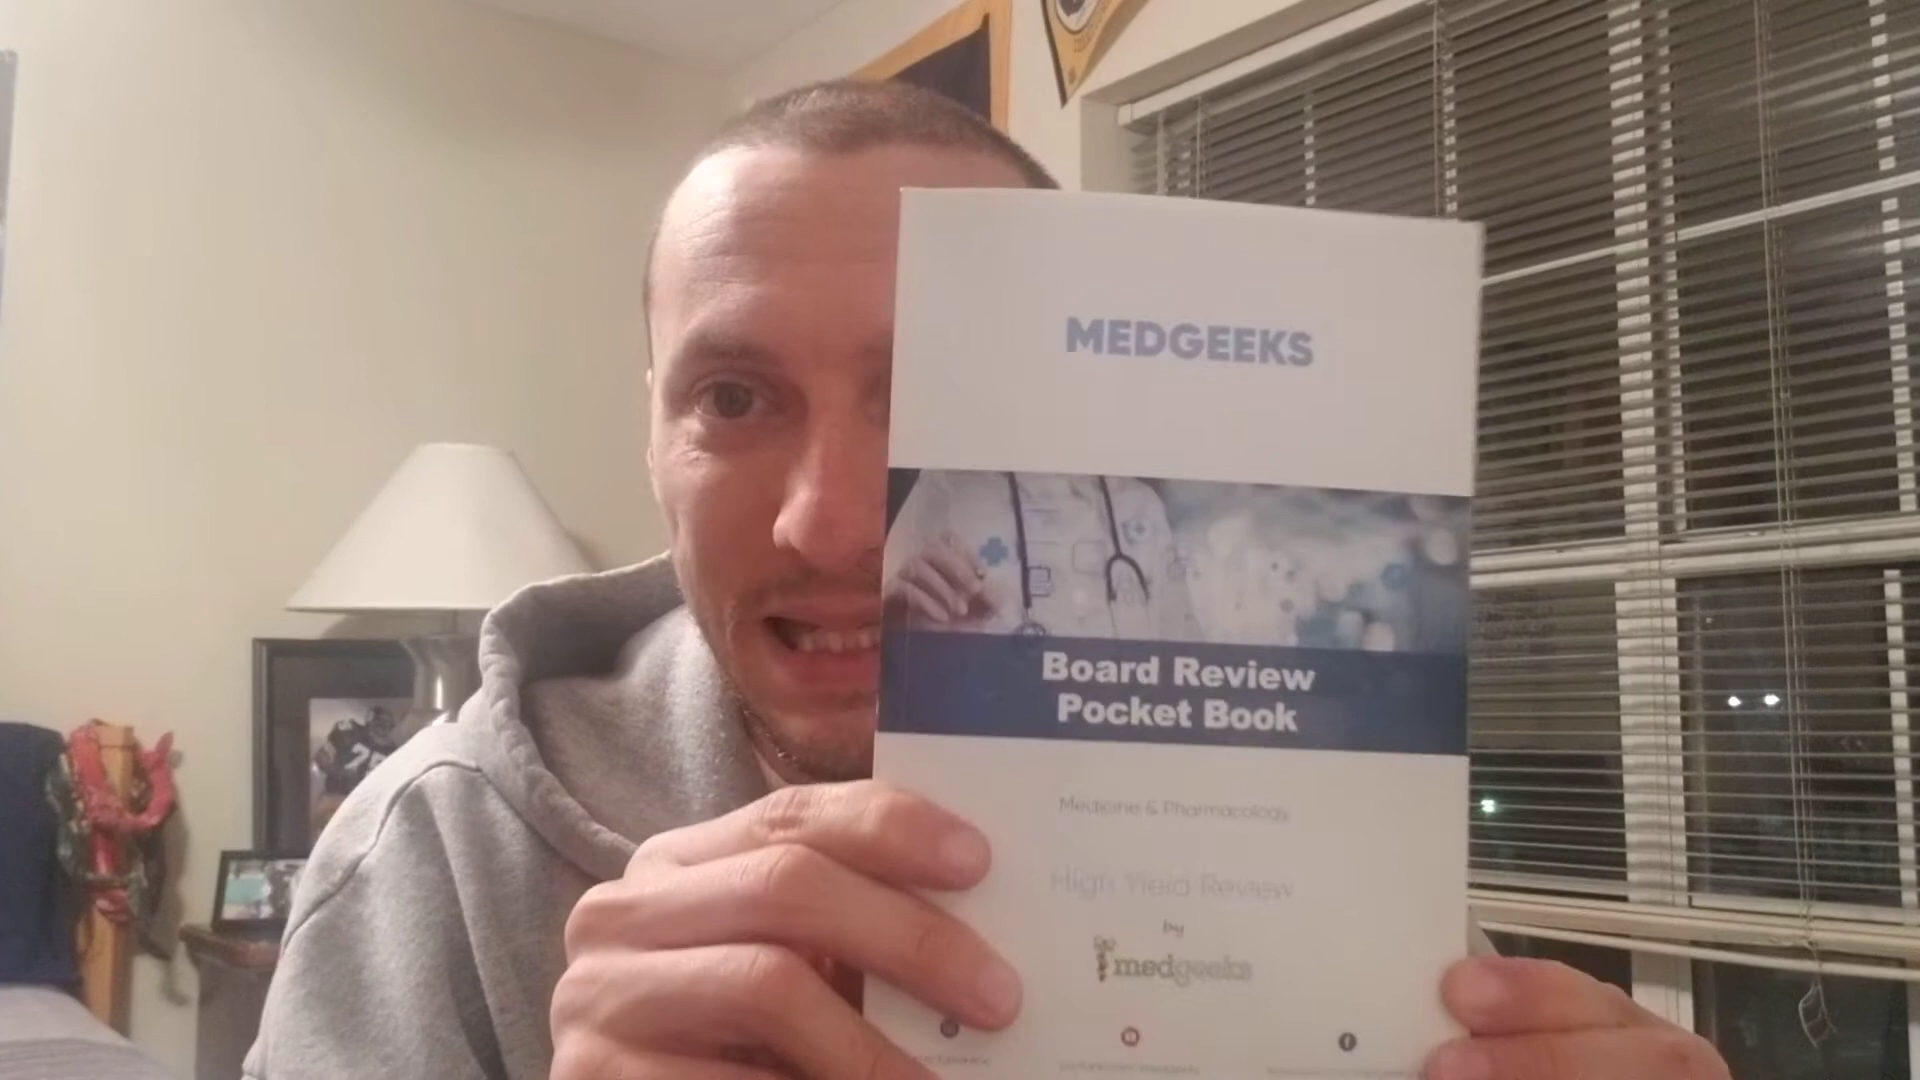 MEDGEEKS
Board Review
Pocket Book
Medicine & Pharmacology
High Yield Review
by
medgeeks